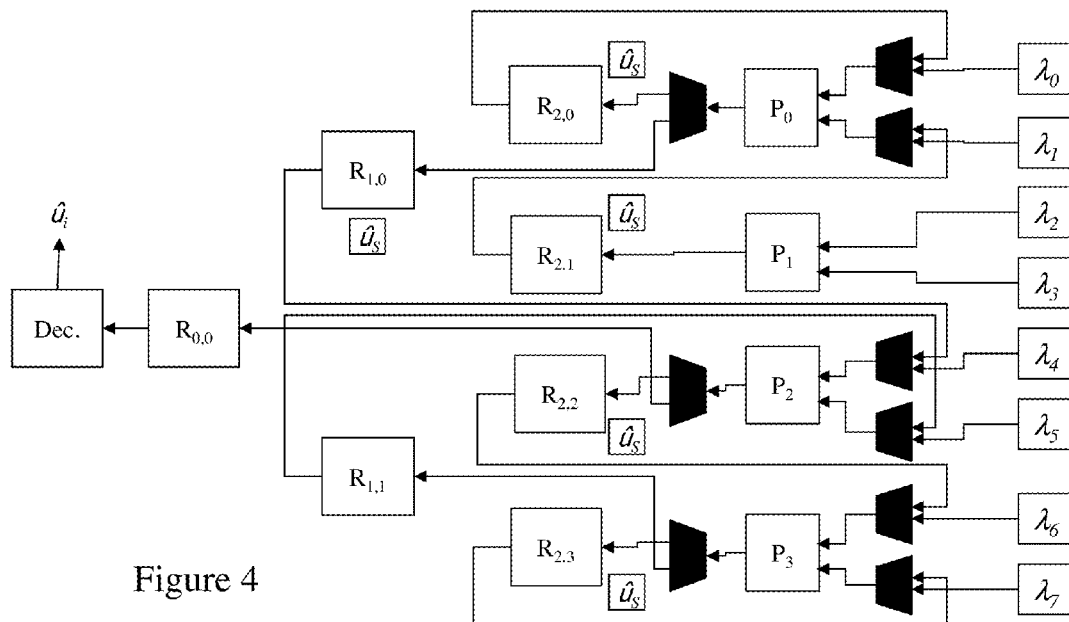 û_s
λ_0
R_{2,0}
P_0
λ_1
R_{1,0}
û_s
λ_2
û_i
û_s
R_{2.1}
P_1
λ_3
Dec.
R_{0,0}
λ_4
R_{2,2}
P_2
λ_5
û_s
R_{1,1}
λ_6
R_{2.3}
P_3
Figure 4
û_s
λ_7